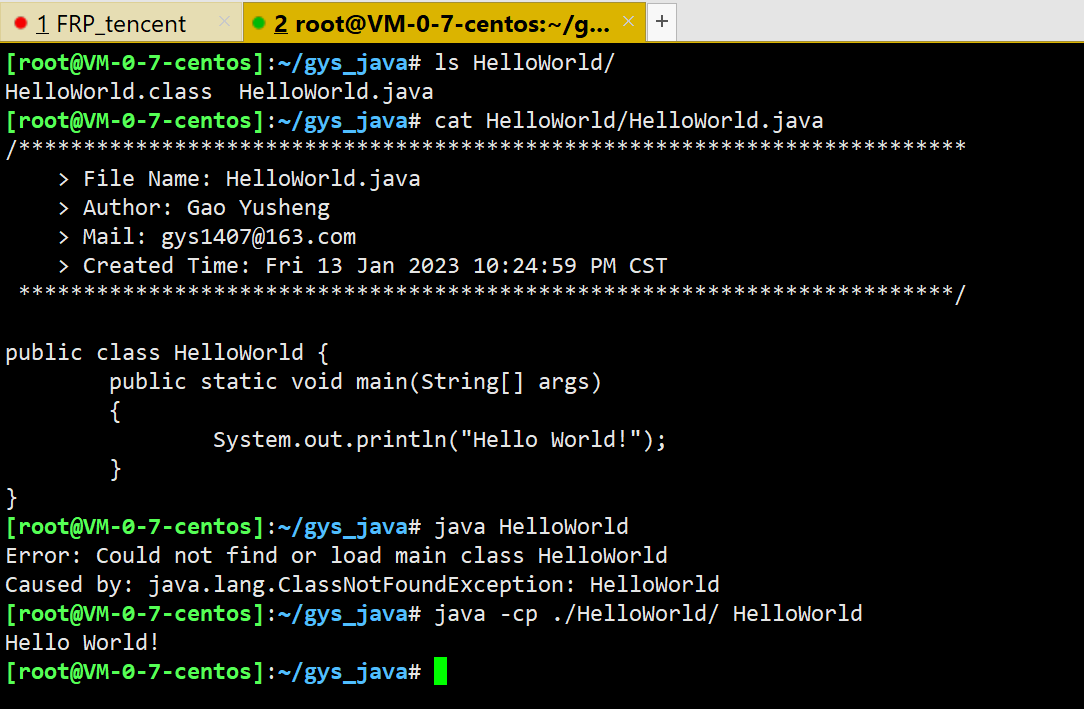 1 FRP_tencent × 2 root@VM-0-7-centos:~/g... × +
[root@VM-0-7-centos]:~/gys_java# ls HelloWorld/
HelloWorld.class  HelloWorld.java
[root@VM-0-7-centos]:~/gys_java# cat HelloWorld/HelloWorld.java
/*************************************************************************
    > File Name: HelloWorld.java
    > Author: Gao Yusheng
    > Mail: gys1407@163.com
    > Created Time: Fri 13 Jan 2023 10:24:59 PM CST
 ************************************************************************/
public class HelloWorld {
        public static void main(String[] args)
        {
                System.out.println("Hello World!");
        }
}
[root@VM-0-7-centos]:~/gys_java# java HelloWorld
Error: Could not find or load main class HelloWorld
Caused by: java.lang.ClassNotFoundException: HelloWorld
[root@VM-0-7-centos]:~/gys_java# java -cp ./HelloWorld/ HelloWorld
Hello World!
[root@VM-0-7-centos]:~/gys_java#